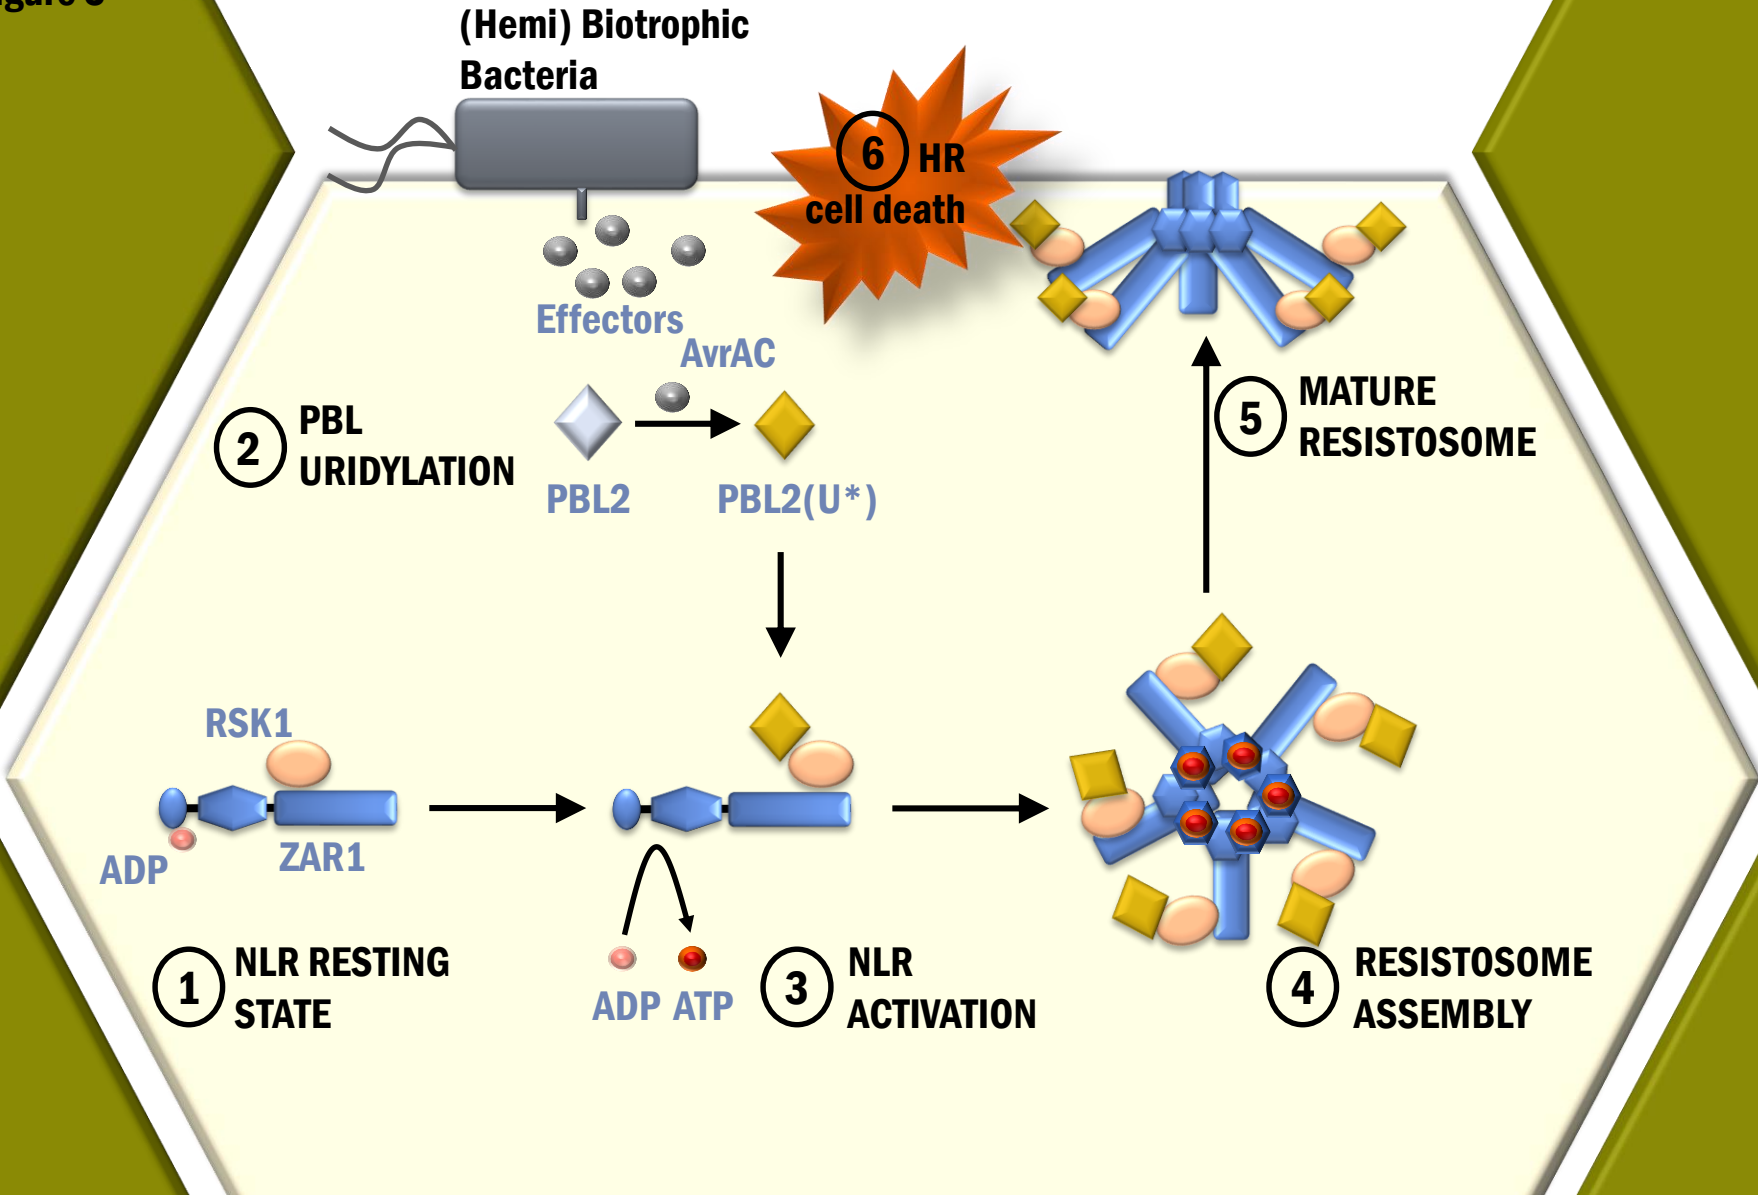 (Hemi) Biotrophic
Bacteria
6 HR
cell death
Effectors
AvrAC
2 PBL
URIDYLATION
PBL2
PBL2(U*)
5 MATURE
RESISTOSOME
RSK1
ADP
ZAR1
1 NLR RESTING
STATE
ADP ATP
3 NLR
ACTIVATION
4 RESISTOSOME
ASSEMBLY